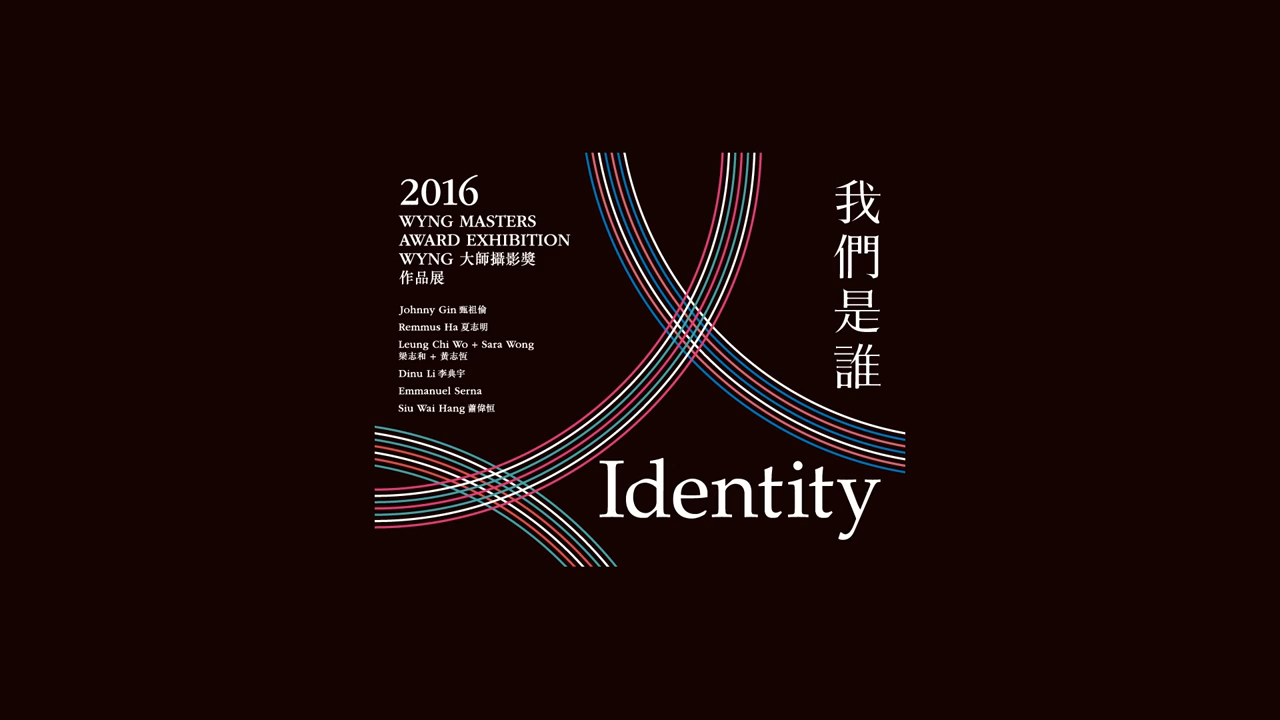 2016
WYNG MASTERS
AWARD EXHIBITION
WYNG 大師攝影獎
作品展
Johnny Gin 甄祖倫
Remmus Ha 夏志明
Leung Chi Wo + Sara Wong
梁志和 + 黃志恆
Dinu Li 李典宇
Emmanuel Serna
Siu Wai Hang 蕭偉恒
我們是誰
Identity